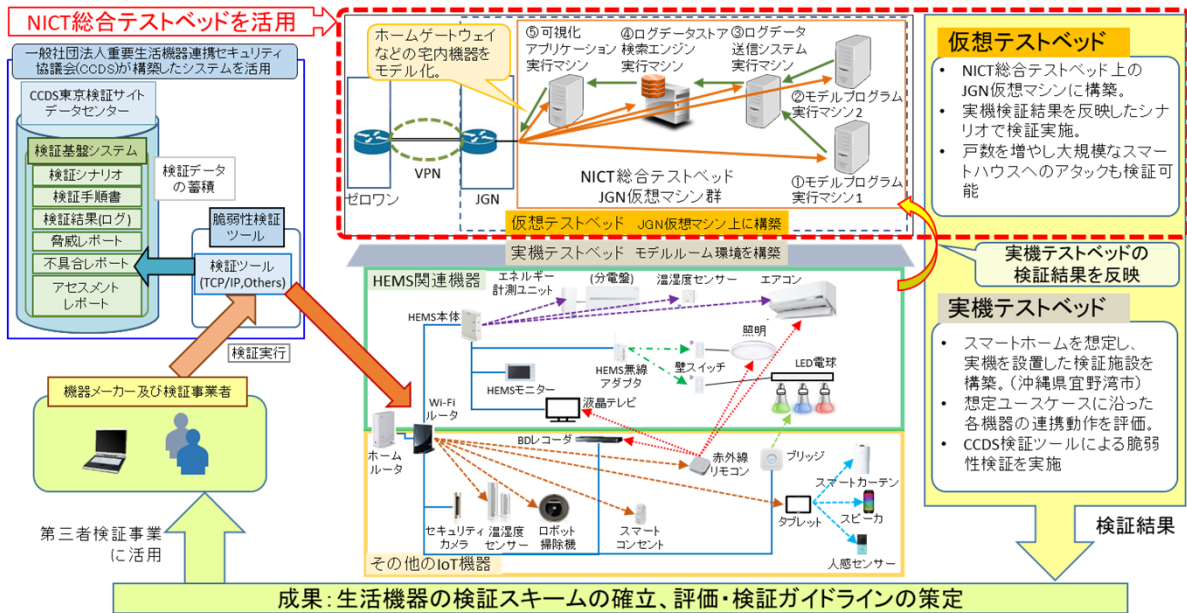 NICT総合テストベッドを活用
一般社団法人重要生活機器連携セキュリティ
協議会(CCDS)が構築したシステムを活用
CCDS東京検証サイト
データセンター
検証基盤システム
検証シナリオ
検証手順書
検証結果(ログ)
脅威レポート
不具合レポート
アセスメント
レポート
検証データ
の蓄積
脆弱性検証
ツール
検証ツール
(TCP/IP,Others)
検証実行
機器メーカー及び検証事業者
第三者検証事業
に活用
ホームゲートウェイ
などの宅内機器を
モデル化。
⑤可視化
アプリケーション
実行マシン
④ログデータストア
検索エンジン
実行マシン
③ログデータ
送信システム
実行マシン
②モデルプログラム
実行マシン2
①モデルプログラム
実行マシン1
VPN
ゼロワン
JGN
NICT総合テストベッド
JGN仮想マシン群
仮想テストベッド JGN仮想マシン上に構築
実機テストベッド モデルルーム環境を構築
HEMS関連機器
エネルギー
計測ユニット
(分電盤)
温湿度センサー
エアコン
HEMS本体
照明
HEMS無線
アダプタ
壁スイッチ
LED電球
HEMSモニター
液晶テレビ
Wi-Fi
ルータ
BDレコーダ
ホーム
ルータ
赤外線
リモコン
ブリッジ
スマートカーテン
セキュリティ
カメラ
温湿度
センサー
ロボット
掃除機
スマート
コンセント
タブレット
スピーカ
人感センサー
その他のIoT機器
仮想テストベッド
• NICT総合テストベッド上の
JGN仮想マシンに構築。
• 実機検証結果を反映したシナ
リオで検証実施。
• 戸数を増やし大規模なスマー
トハウスへのアタックも検証可
能
実機テストベッドの
検証結果を反映
実機テストベッド
• スマートホームを想定し、
実機を設置した検証施設を
構築。(沖縄県宜野湾市)
• 想定ユースケースに沿った
各機器の連携動作を評価。
• CCDS検証ツールによる脆弱
性検証を実施
検証結果
成果：生活機器の検証スキームの確立、評価・検証ガイドラインの策定